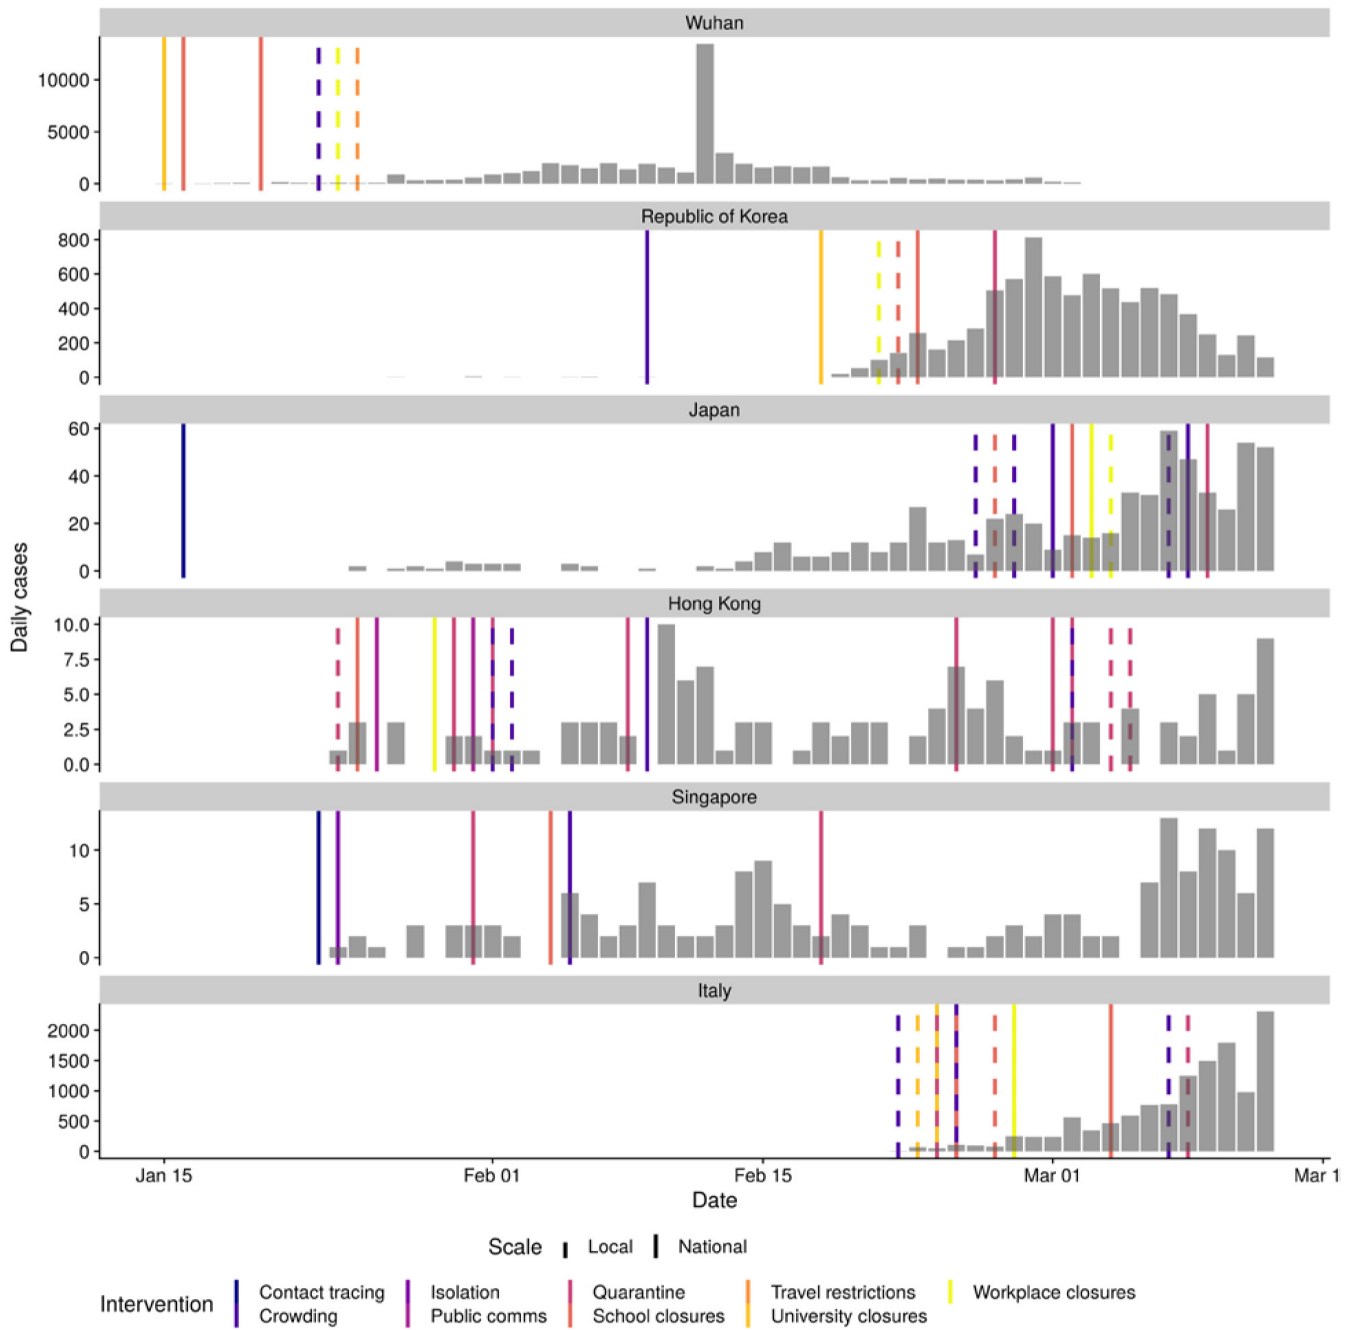 Wuhan
10000
5000
0
Republic of Korea
800
600
400
200
0
Japan
60
40
20
0
Hong Kong
10.0
7.5
5.0
2.5
0.0
Singapore
10
5
0
Italy
2000
1500
1000
500
0
Daily cases
Jan 15 Feb 01 Feb 15 Mar 01 Mar 1
Date
Scale Local National
Intervention
Contact tracing Isolation Quarantine Travel restrictions Workplace closures
Crowding Public comms School closures University closures